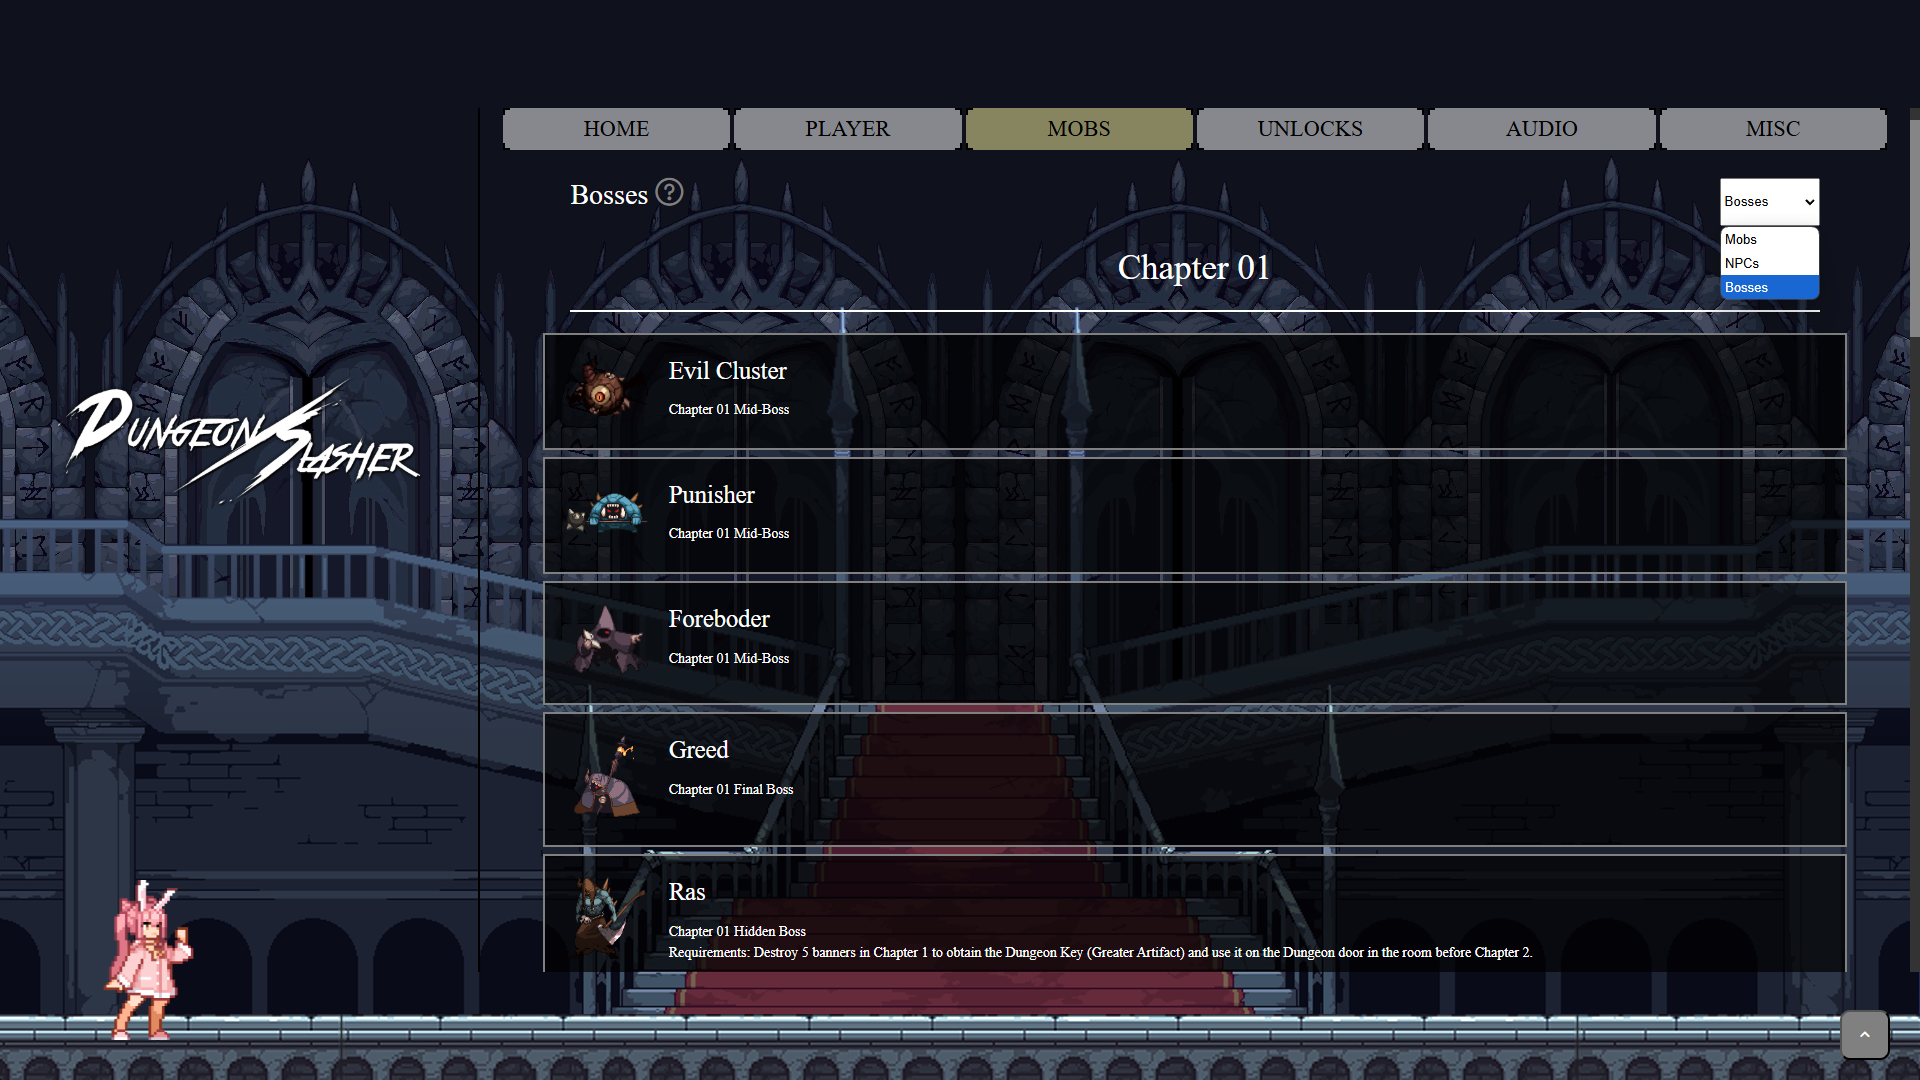 HOME
PLAYER
MOBS
UNLOCKS
AUDIO
MISC
Bosses ?
Bosses
Mobs
NPCs
Bosses
Chapter 01
DUNGEON SLASHER
Evil Cluster
Chapter 01 Mid-Boss
Punisher
Chapter 01 Mid-Boss
Foreboder
Chapter 01 Mid-Boss
Greed
Chapter 01 Final Boss
Ras
Chapter 01 Hidden Boss
Requirements: Destroy 5 banners in Chapter 1 to obtain the Dungeon Key (Greater Artifact) and use it on the Dungeon door in the room before Chapter 2.